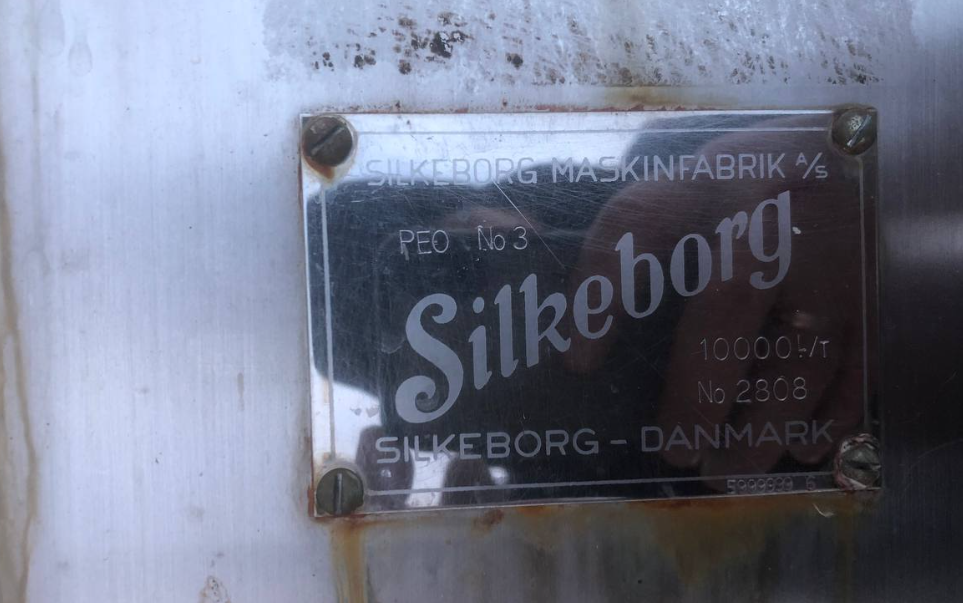 SILKEBORG MASKINFABRIK A/S
PEO No 3
Silkeborg
10000 L/T
No 2808
SILKEBORG - DANMARK